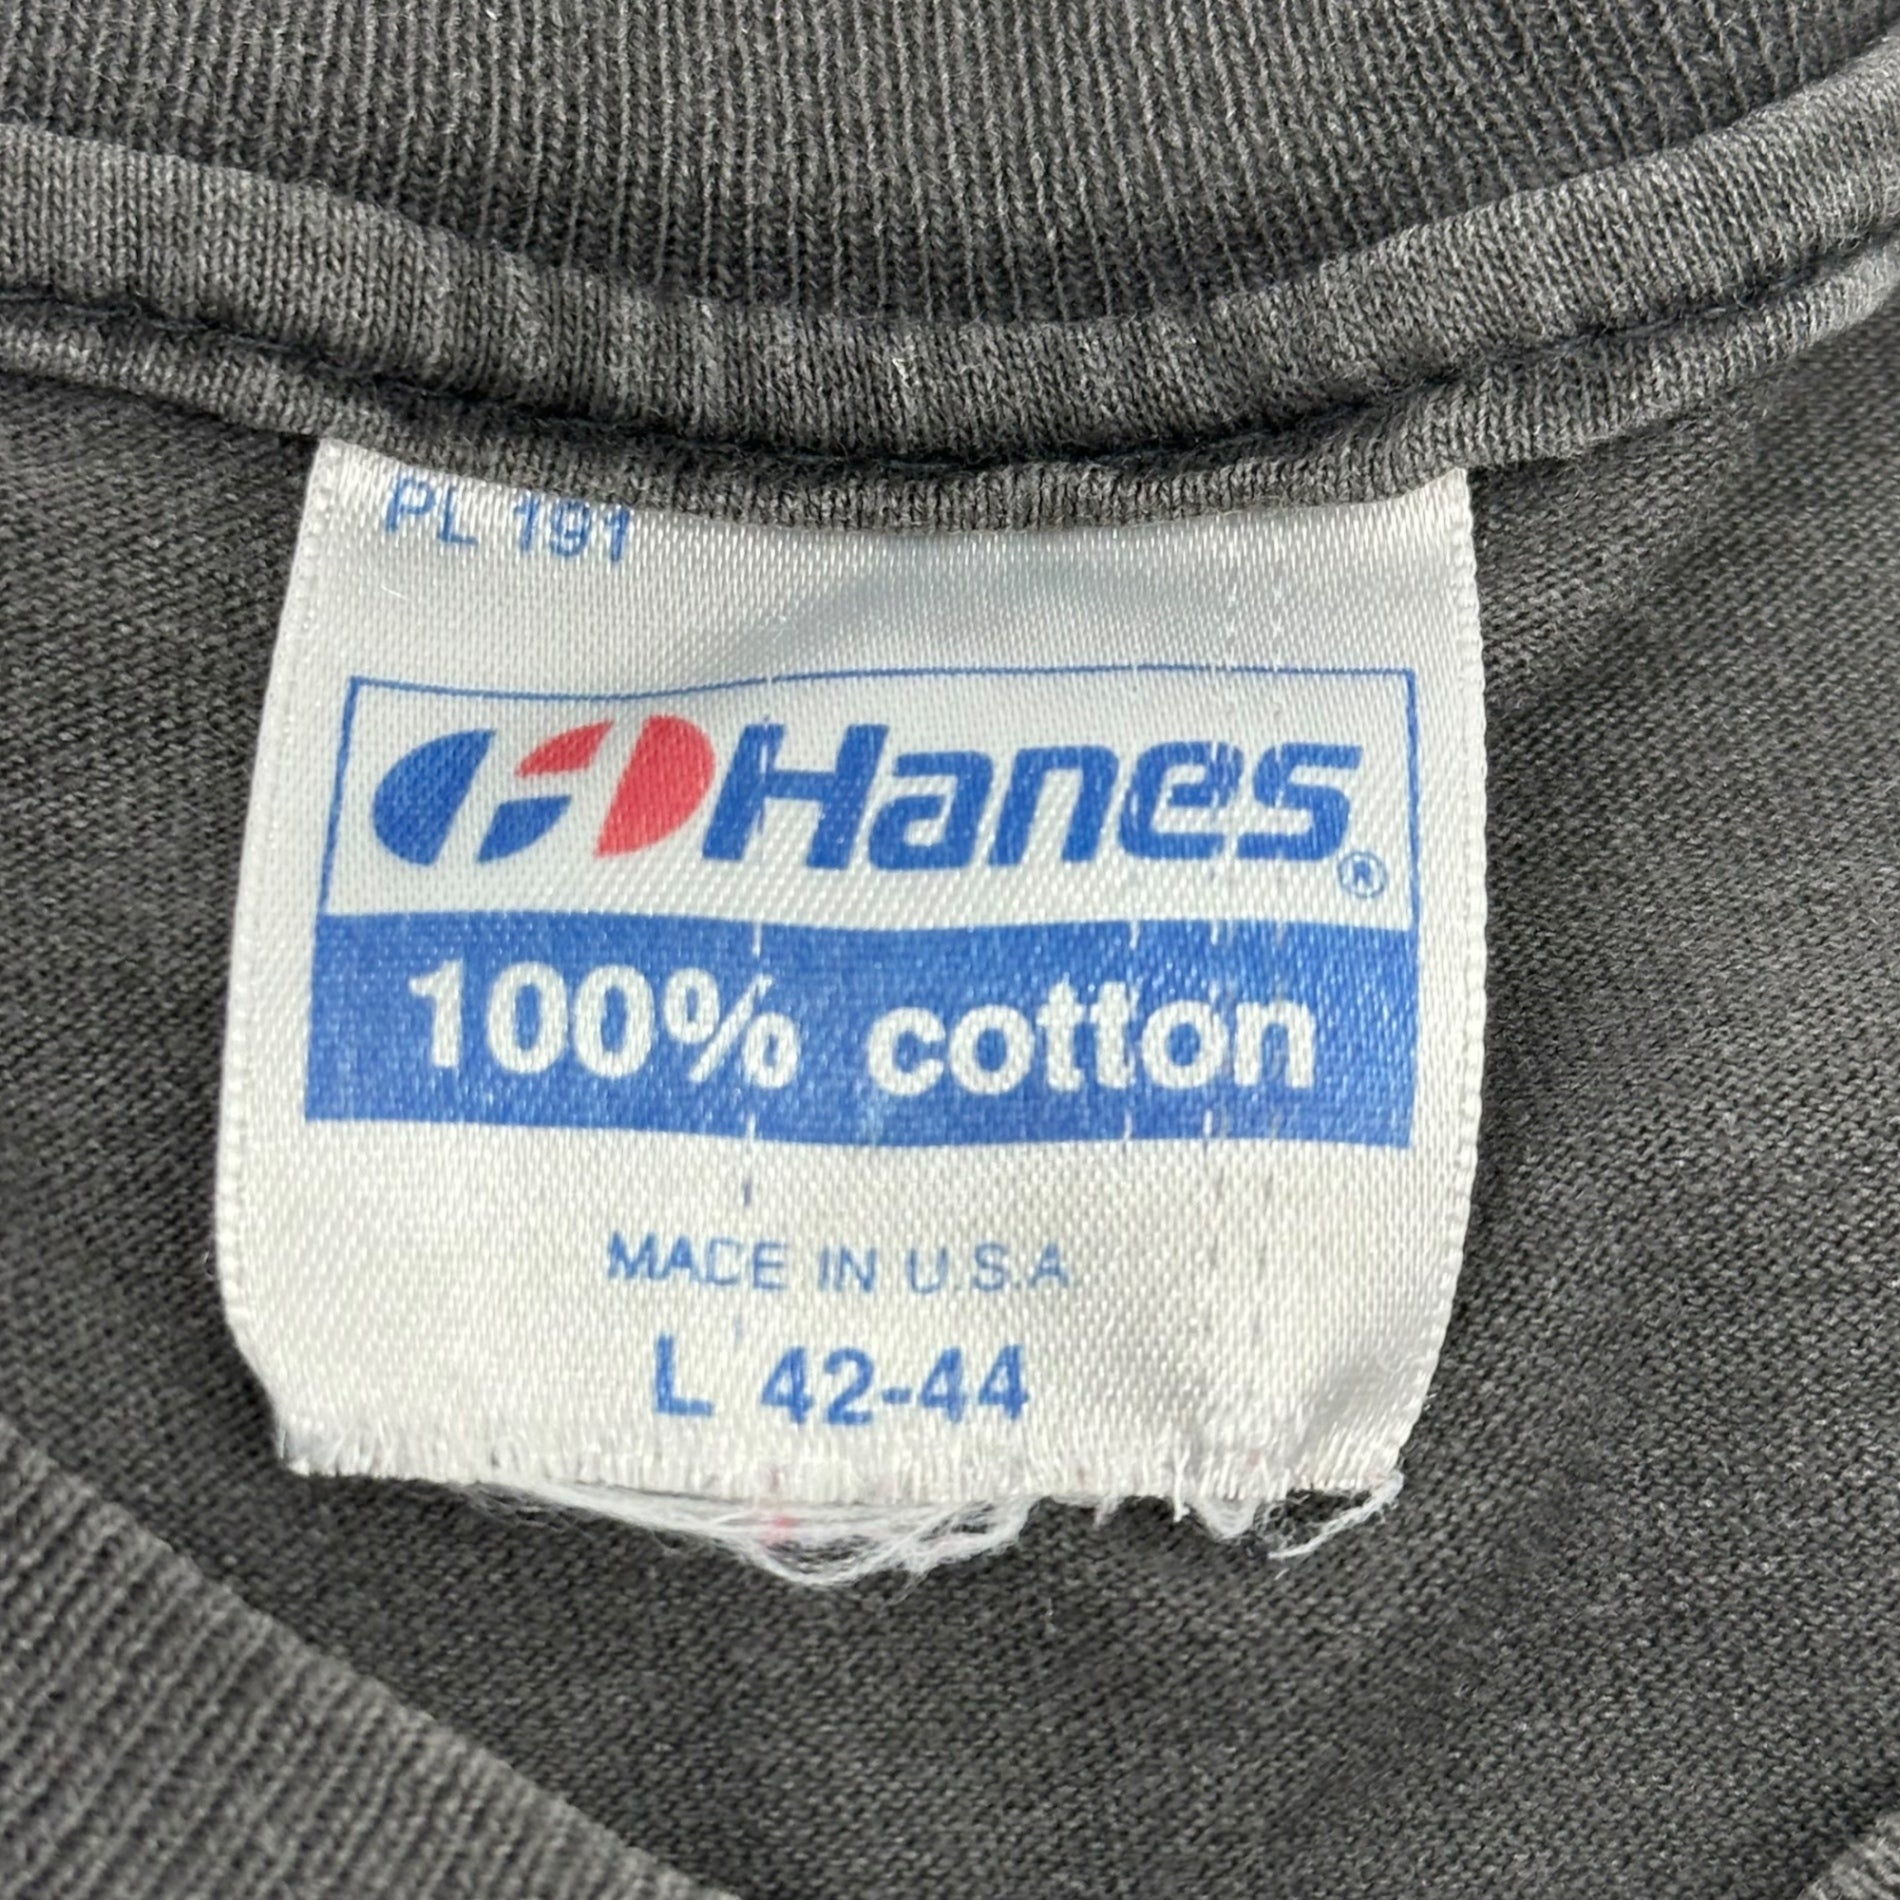 PL 191
Hanes®
100% cotton
MADE IN U.S.A
L 42-44